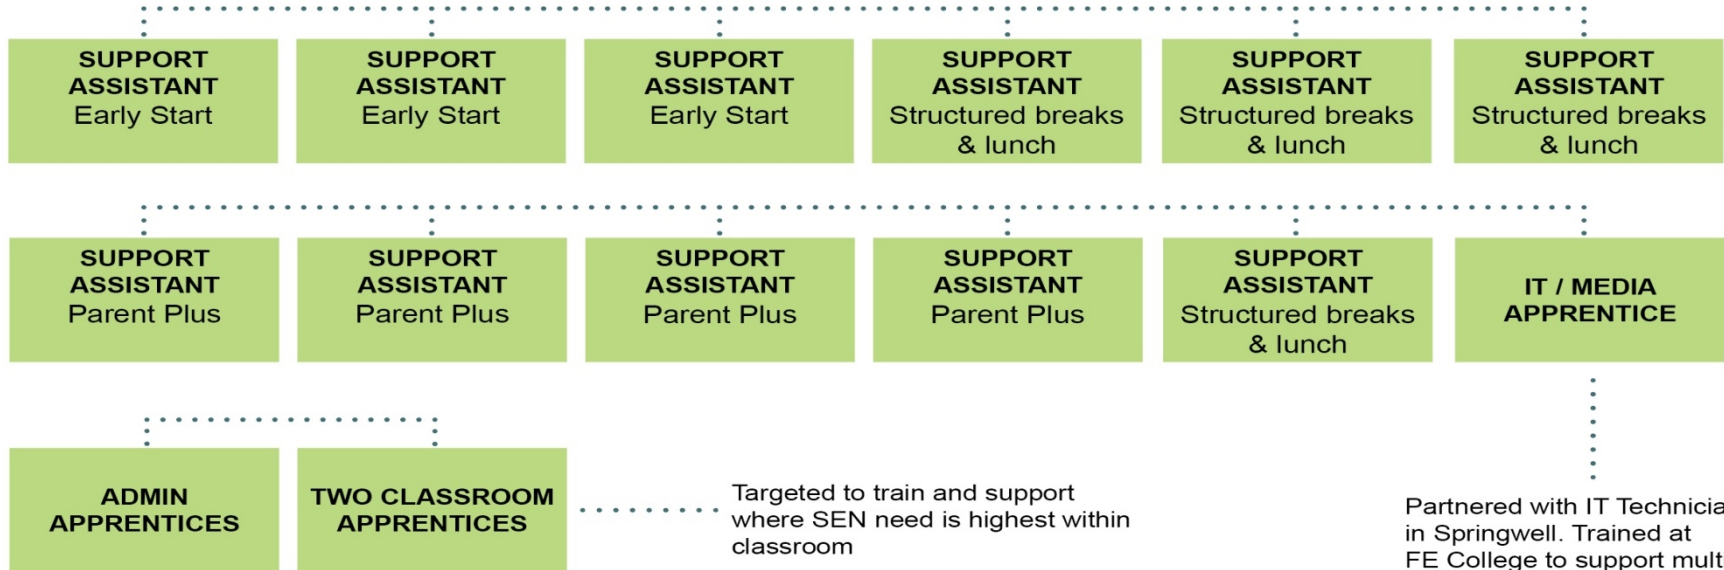 SUPPORT
ASSISTANT
Early Start
SUPPORT
ASSISTANT
Early Start
SUPPORT
ASSISTANT
Early Start
SUPPORT
ASSISTANT
Structured breaks
& lunch
SUPPORT
ASSISTANT
Structured breaks
& lunch
SUPPORT
ASSISTANT
Structured breaks
& lunch
SUPPORT
ASSISTANT
Parent Plus
SUPPORT
ASSISTANT
Parent Plus
SUPPORT
ASSISTANT
Parent Plus
SUPPORT
ASSISTANT
Parent Plus
SUPPORT
ASSISTANT
Structured breaks
& lunch
IT / MEDIA
APPRENTICE
ADMIN
APPRENTICES
TWO CLASSROOM
APPRENTICES
Targeted to train and support
where SEN need is highest within
classroom
Partnered with IT Technicia
in Springwell. Trained at
FE College to support mult